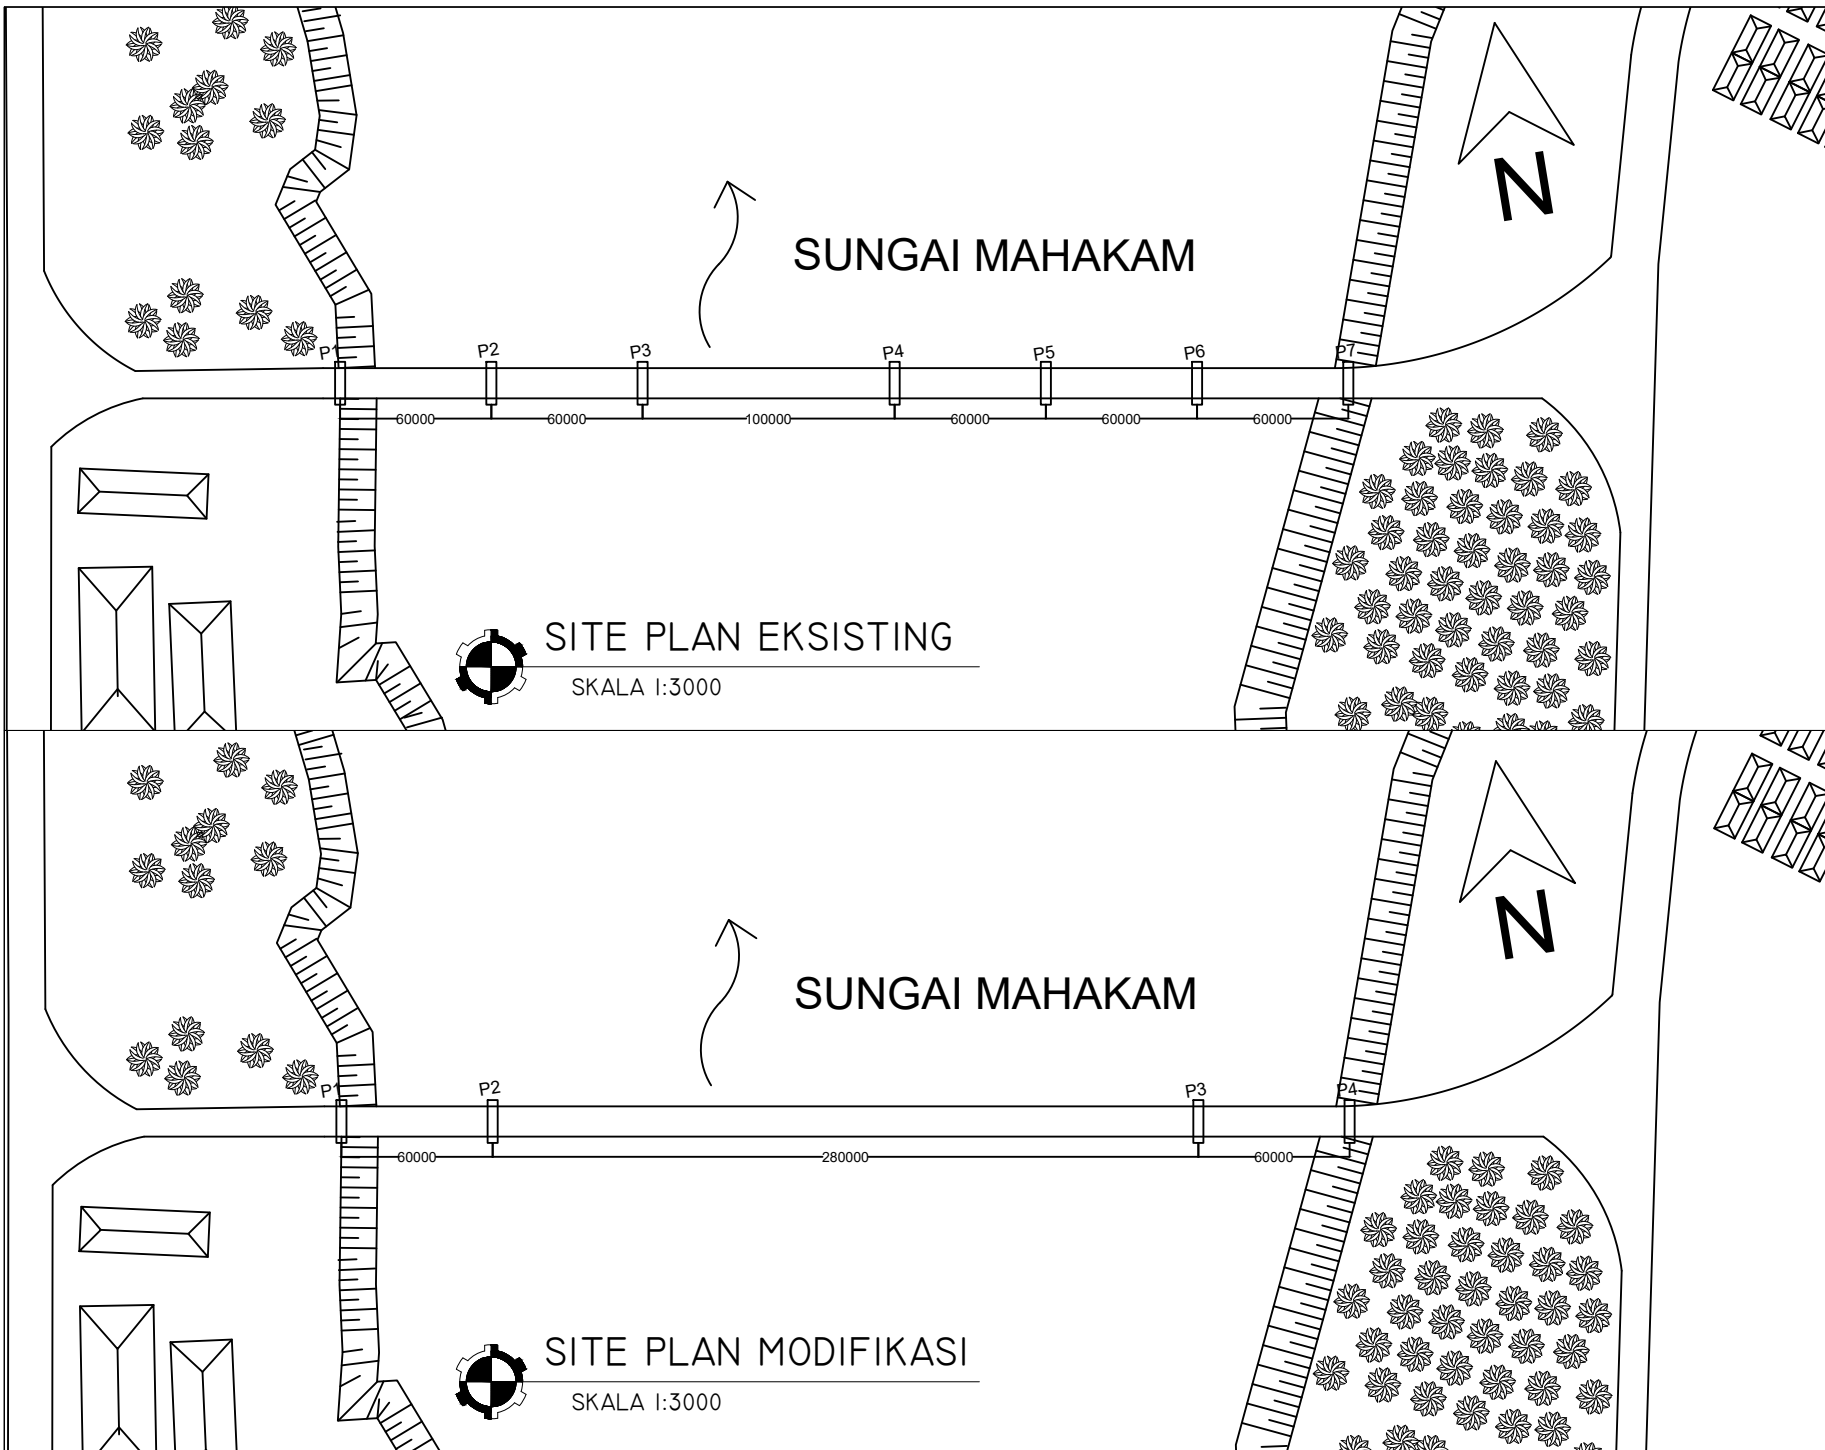 N
SUNGAI MAHAKAM
P1 P2 P3 P4 P5 P6 P7
60000 60000 100000 60000 60000 60000
SITE PLAN EKSISTING
SKALA 1:3000
N
SUNGAI MAHAKAM
P1 P2 P3 P4
60000 280000 60000
SITE PLAN MODIFIKASI
SKALA 1:3000